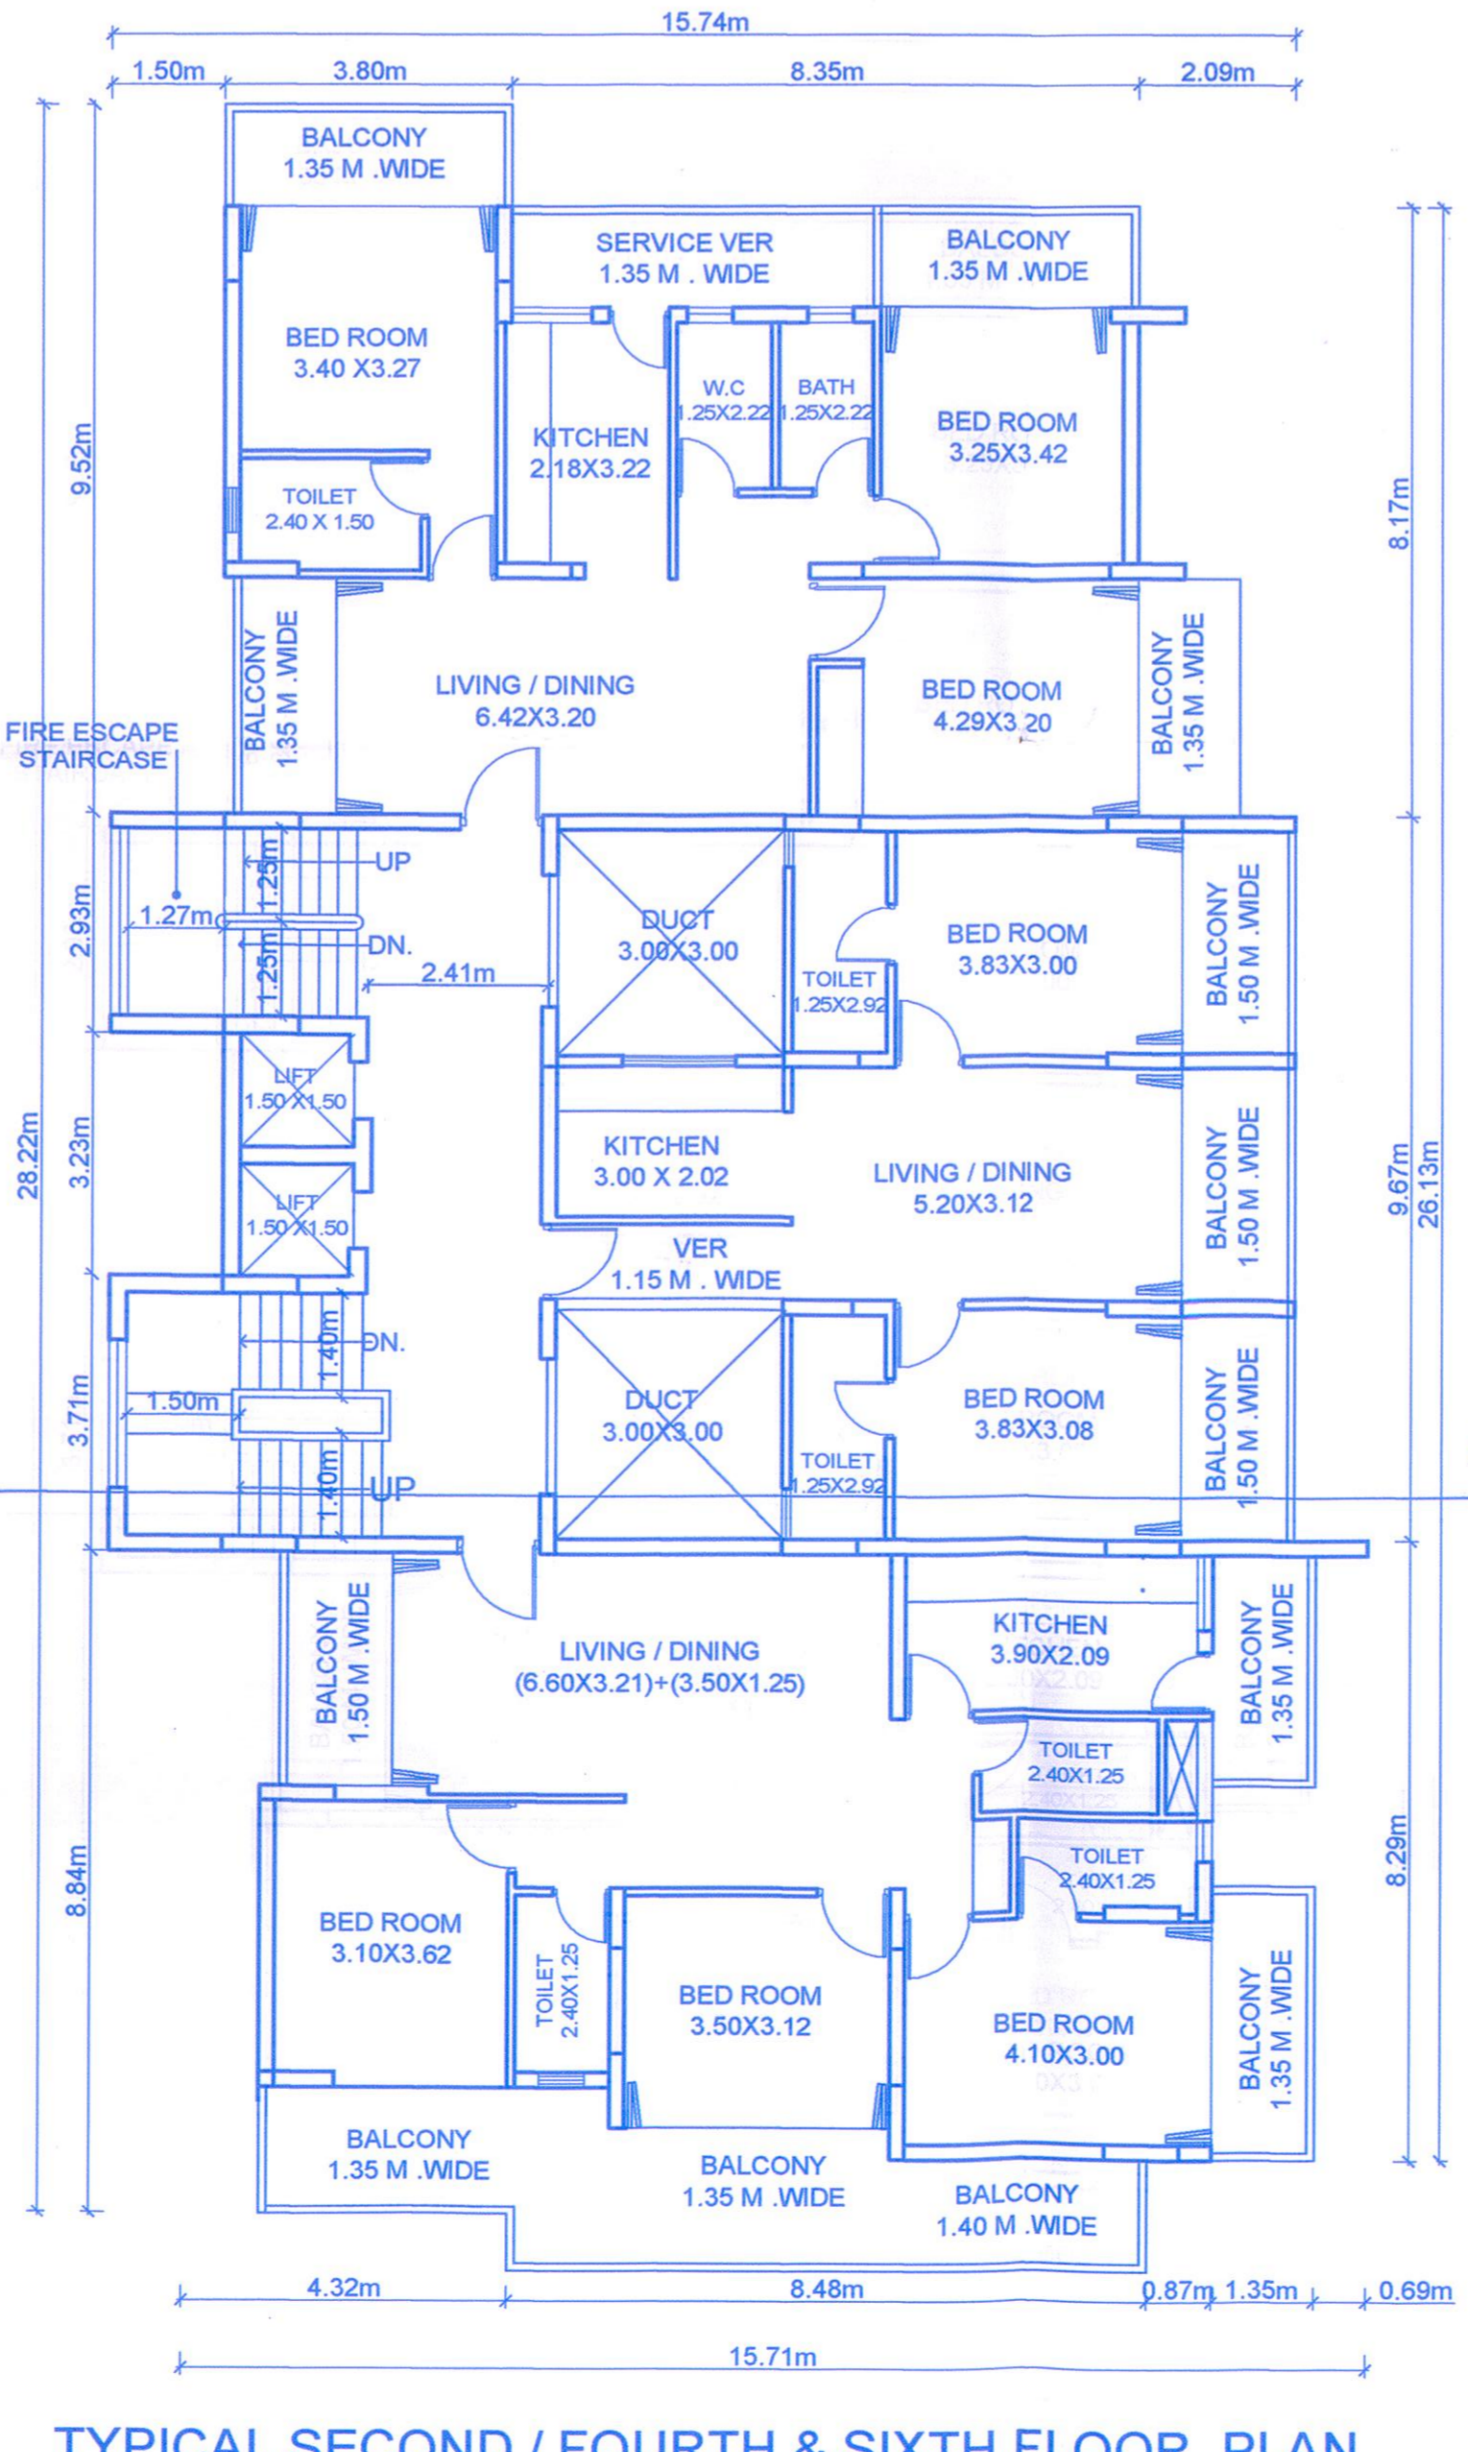 15.74m
1.50m 3.80m 8.35m 2.09m
BALCONY
1.35 M .WIDE
SERVICE VER
1.35 M . WIDE
BALCONY
1.35 M .WIDE
BED ROOM
3.40 X3.27
W.C
1.25X2.22
BATH
1.25X2.22
KITCHEN
2.18X3.22
BED ROOM
3.25X3.42
9.52m
8.17m
TOILET
2.40 X 1.50
BALCONY
1.35 M .WIDE
LIVING / DINING
6.42X3.20
BED ROOM
4.29X3.20
BALCONY
1.35 M .WIDE
FIRE ESCAPE
STAIRCASE
UP
1.25m
1.27m
DN.
1.25m
2.93m
2.41m
DUCT
3.00X3.00
TOILET
1.25X2.92
BED ROOM
3.83X3.00
BALCONY
1.50 M .WIDE
LIFT
1.50 X1.50
28.22m
3.23m
KITCHEN
3.00 X 2.02
LIVING / DINING
5.20X3.12
BALCONY
1.50 M .WIDE
9.67m
26.13m
LIFT
1.50 X1.50
VER
1.15 M . WIDE
DN.
1.40m
1.50m
3.71m
1.40m
UP
DUCT
3.00X3.00
TOILET
1.25X2.92
BED ROOM
3.83X3.08
BALCONY
1.50 M .WIDE
BALCONY
1.50 M .WIDE
LIVING / DINING
(6.60X3.21)+(3.50X1.25)
KITCHEN
3.90X2.09
BALCONY
1.35 M .WIDE
TOILET
2.40X1.25
TOILET
2.40X1.25
8.84m
8.29m
BED ROOM
3.10X3.62
TOILET
2.40X1.25
BED ROOM
3.50X3.12
BED ROOM
4.10X3.00
BALCONY
1.35 M .WIDE
BALCONY
1.35 M .WIDE
BALCONY
1.35 M .WIDE
BALCONY
1.40 M .WIDE
4.32m 8.48m 0.87m 1.35m 0.69m
15.71m
TYPICAL SECOND / FOURTH & SIXTH FLOOR PLAN